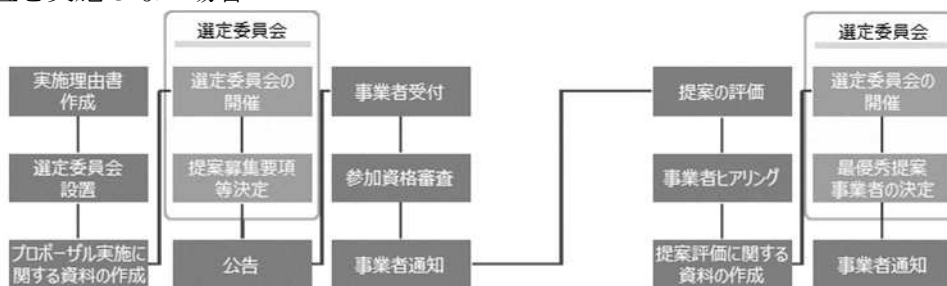 選定委員会
実施理由書
作成
選定委員会
設置
プロポーザル実施に
関する資料の作成
選定委員会の
開催
提案募集要項
等決定
公告
事業者受付
参加資格審査
事業者通知
提案の評価
事業者ヒアリング
提案評価に関する
資料の作成
選定委員会
選定委員会の
開催
最優秀提案
事業者の決定
事業者通知